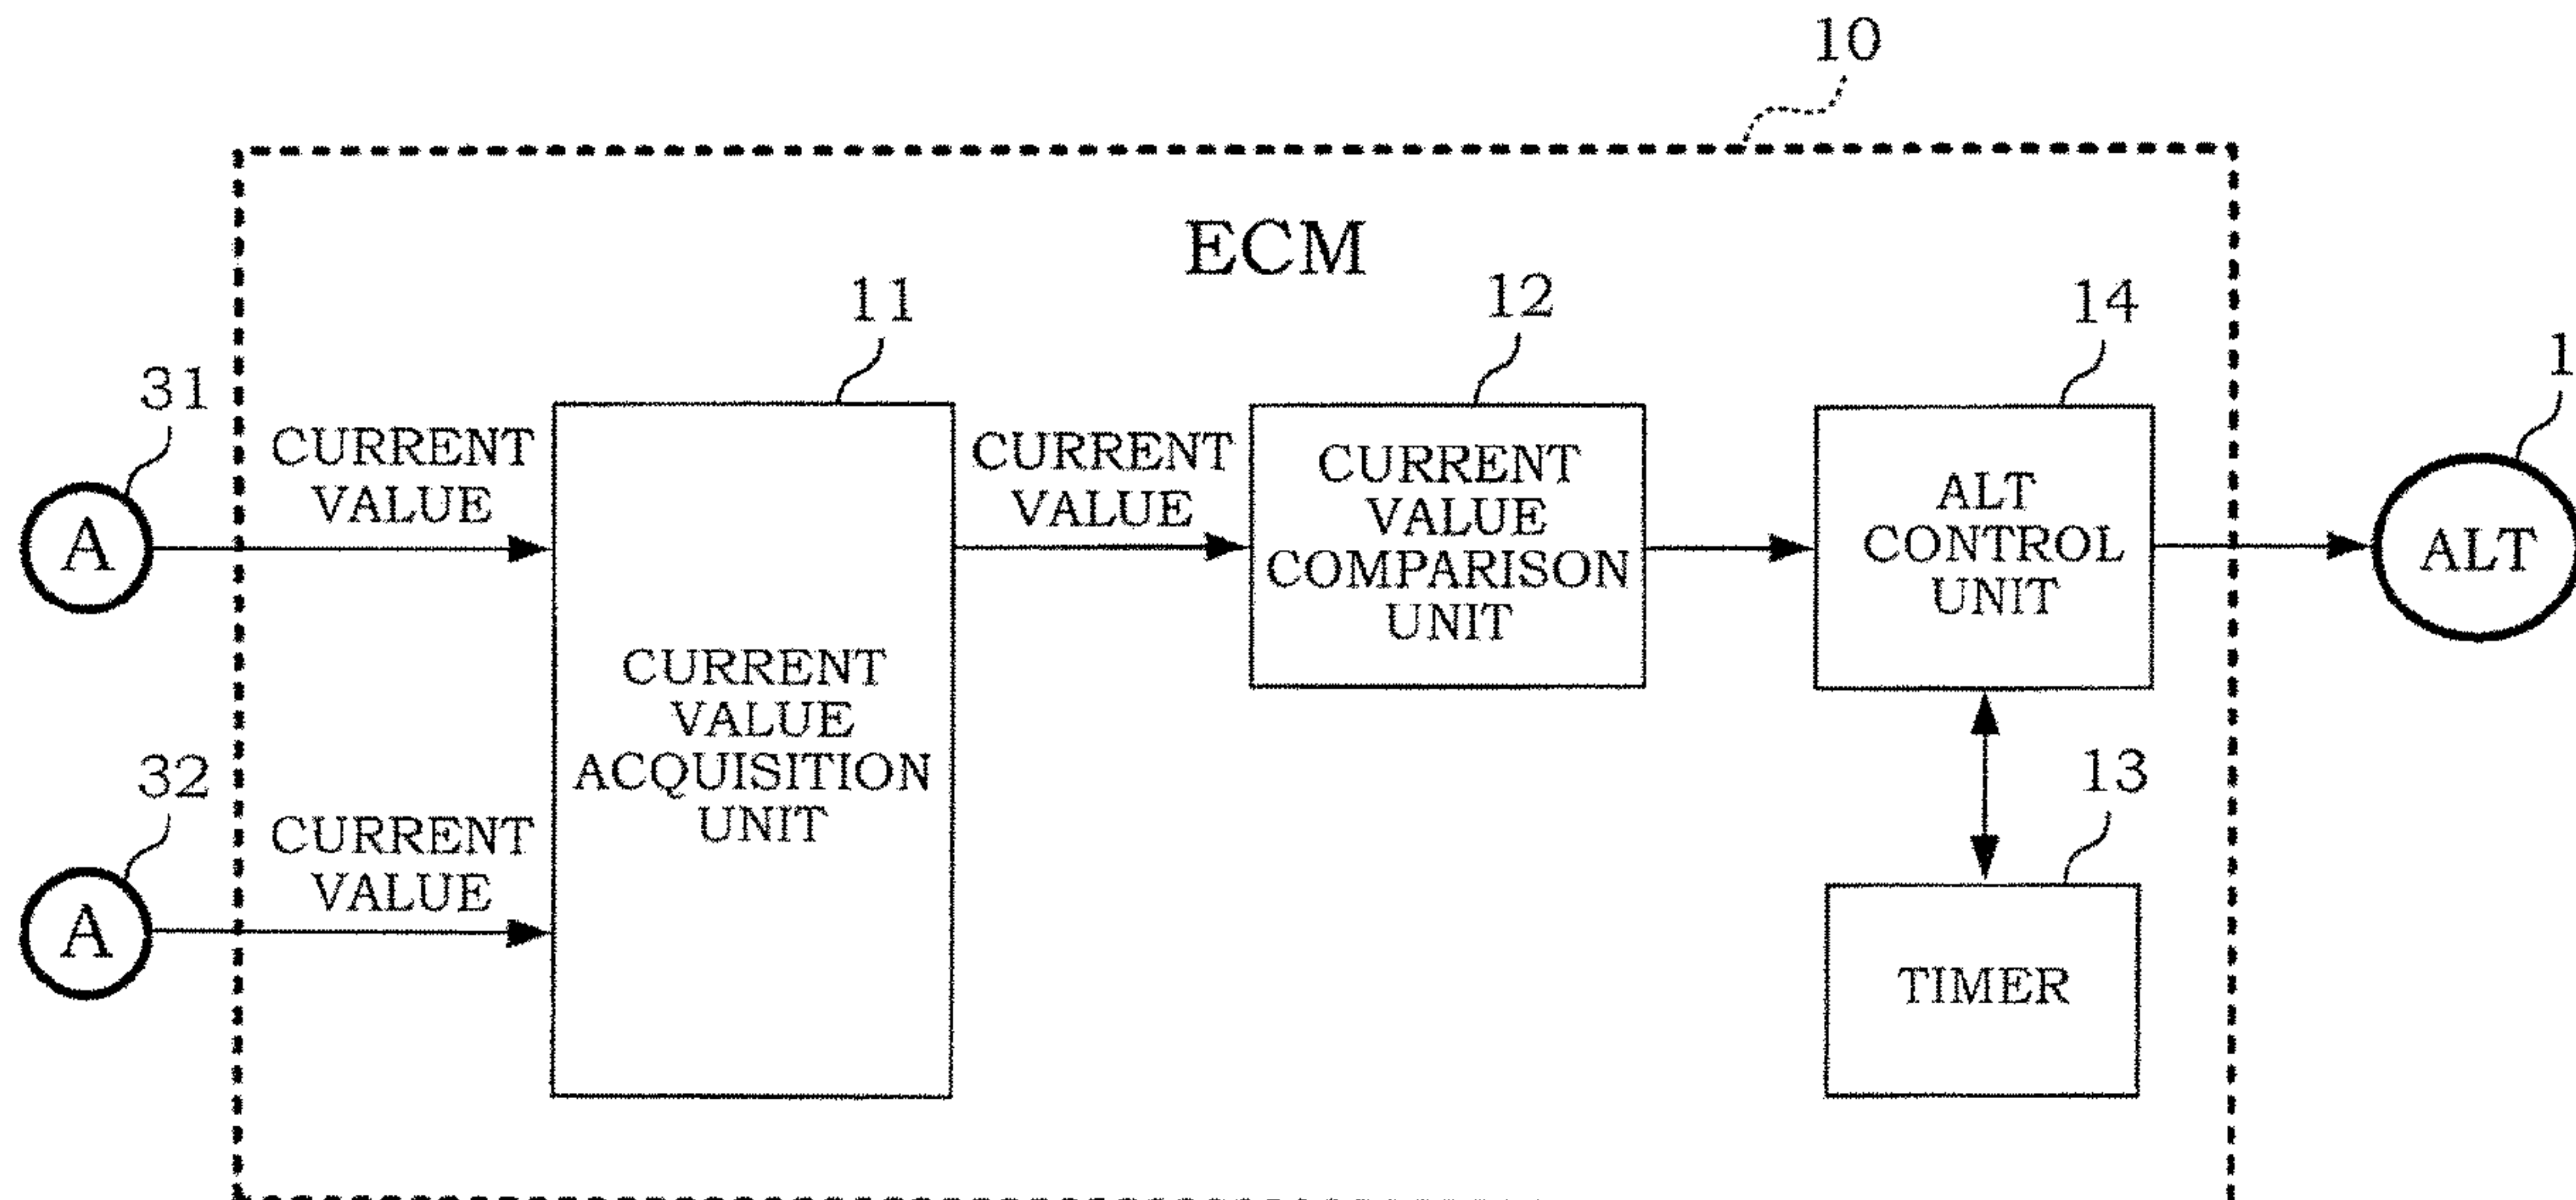 10
ECM
11
12
14
1
31
CURRENT
VALUE
A
CURRENT
VALUE
CURRENT
VALUE
COMPARISON
UNIT
ALT
CONTROL
UNIT
ALT
CURRENT
VALUE
ACQUISITION
UNIT
32
CURRENT
VALUE
A
13
TIMER